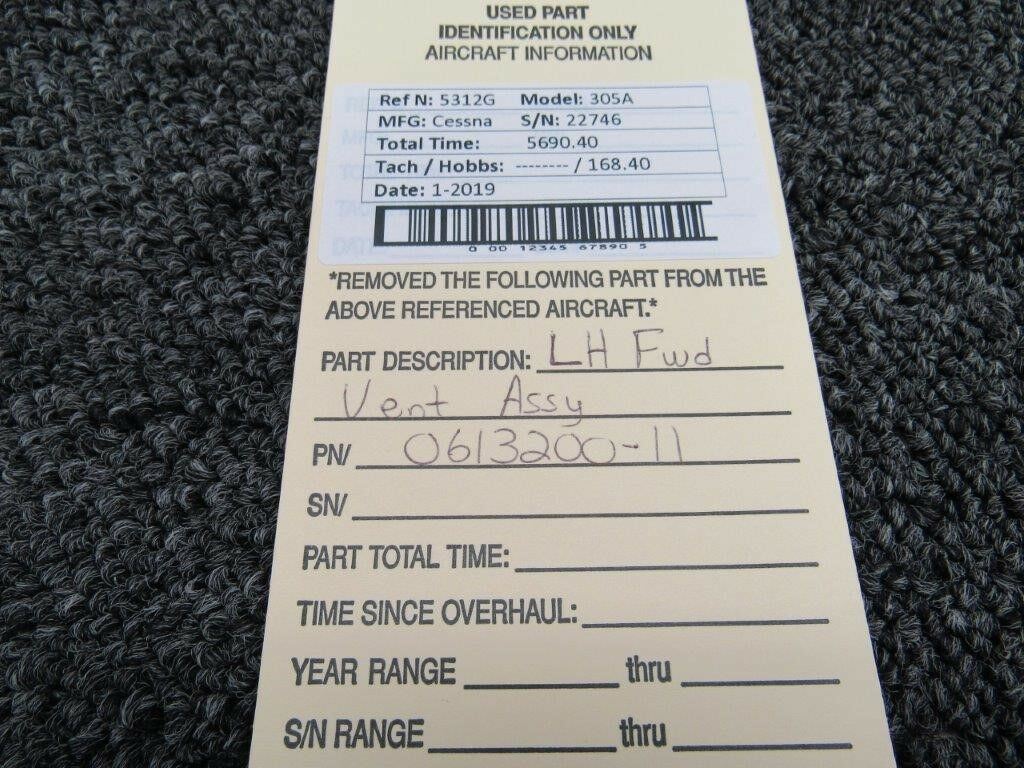 USED PART
IDENTIFICATION ONLY
AIRCRAFT INFORMATION
Ref N: 5312G Model: 305A
MFG: Cessna S/N: 22746
Total Time: 5690.40
Tach / Hobbs: -------- / 168.40
Date: 1-2019
0 00 12345 67890 5
*REMOVED THE FOLLOWING PART FROM THE
ABOVE REFERENCED AIRCRAFT.*
PART DESCRIPTION: LH Fwd
Vent Assy
PN/ 0613200-11
SN/
PART TOTAL TIME:
TIME SINCE OVERHAUL:
YEAR RANGE thru
S/N RANGE thru